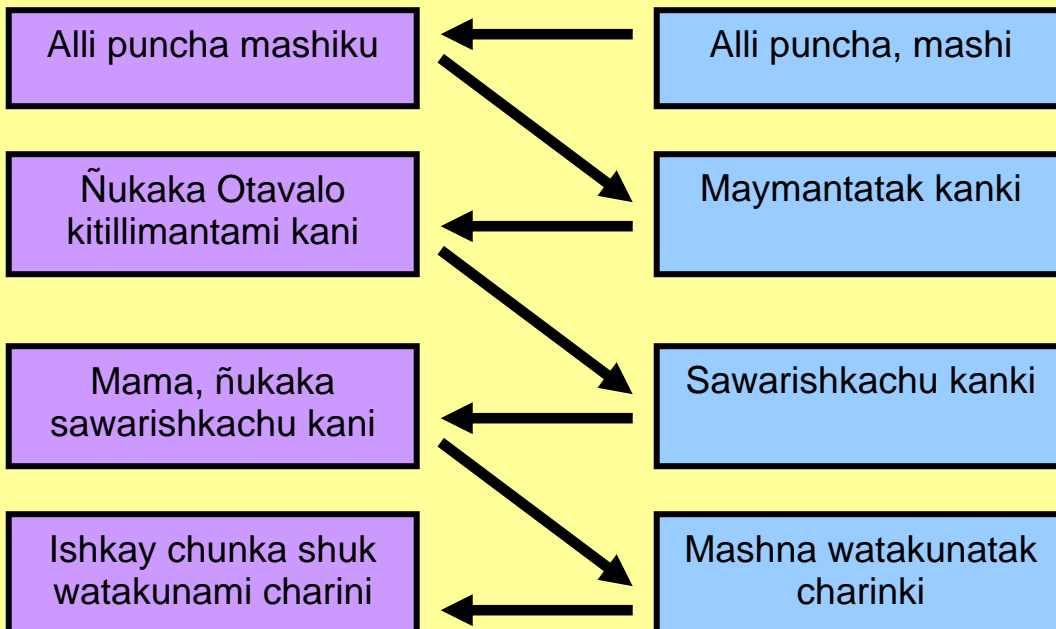 Alli puncha mashiku
Alli puncha, mashi
Ñukaka Otavalo
kitillimantami kani
Maymantatak kanki
Mama, ñukaka
sawarishkachu kani
Sawarishkachu kanki
Ishkay chunka shuk
watakunami charini
Mashna watakunatak
charinki